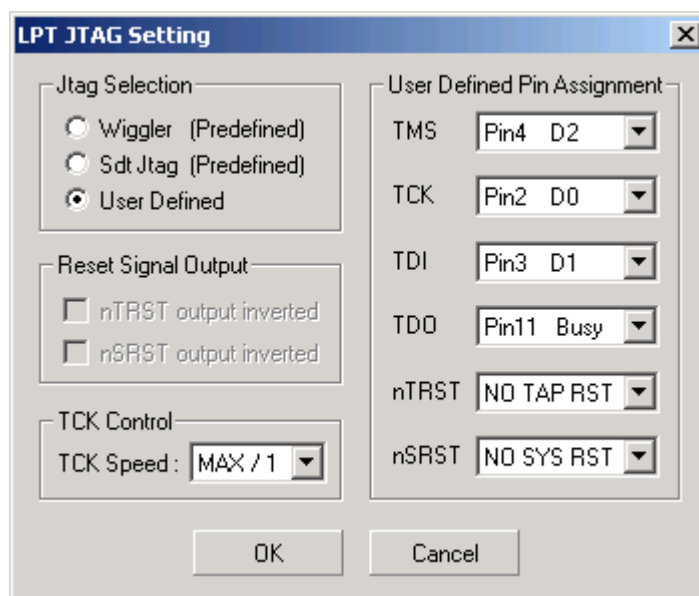 LPT JTAG Setting
Jtag Selection
Wiggler (Predefined)
Sdt Jtag (Predefined)
User Defined
Reset Signal Output
nTRST output inverted
nSRST output inverted
TCK Control
TCK Speed : MAX / 1
User Defined Pin Assignment
TMS Pin4 D2
TCK Pin2 D0
TDI Pin3 D1
TDO Pin11 Busy
nTRST NO TAP RST
nSRST NO SYS RST
OK Cancel